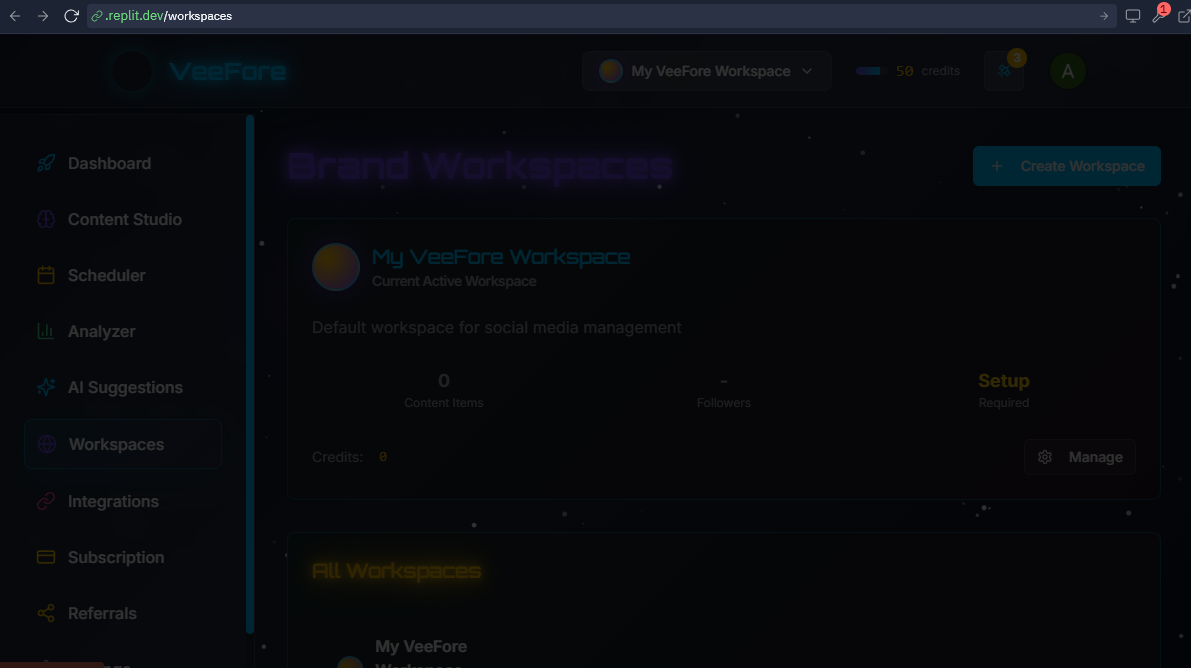 .replit.dev/workspaces
1
VeeFore
My VeeFore Workspace
50 credits
3
A
Dashboard
Content Studio
Scheduler
Analyzer
AI Suggestions
Workspaces
Integrations
Subscription
Referrals
Brand Workspaces
+ Create Workspace
My VeeFore Workspace
Current Active Workspace
Default workspace for social media management
0
Content Items
-
Followers
Setup
Required
Credits: 0
Manage
All Workspaces
My VeeFore
Workspace